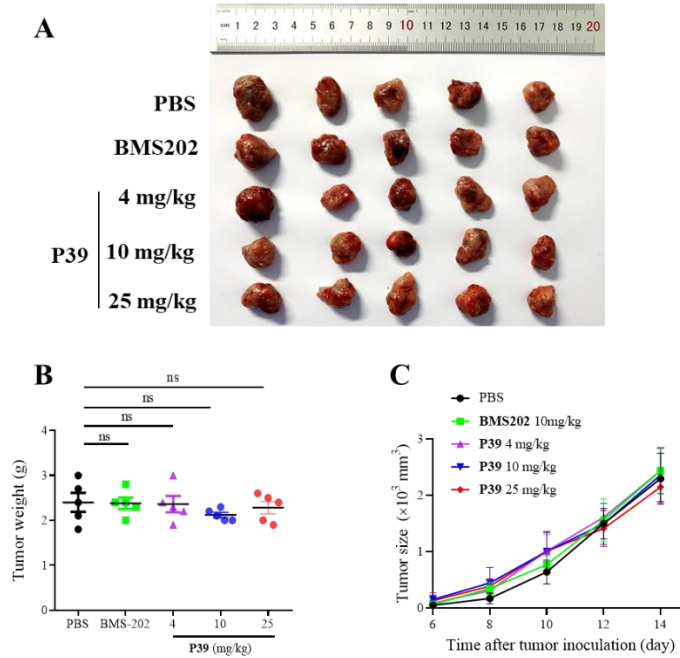 A
cm 1 2 3 4 5 6 7 8 9 10 11 12 13 14 15 16 17 18 19 20
PBS
BMS202
4 mg/kg
P39
10 mg/kg
25 mg/kg
B
ns
ns
ns
ns
Tumor weight (g)
4
3
2
1
0
PBS
BMS-202
4
10
25
P39 (mg/kg)
C
PBS
BMS202 10mg/kg
P39 4 mg/kg
P39 10 mg/kg
P39 25 mg/kg
Tumor size (×10³ mm³)
3
2
1
0
6
8
10
12
14
Time after tumor inoculation (day)